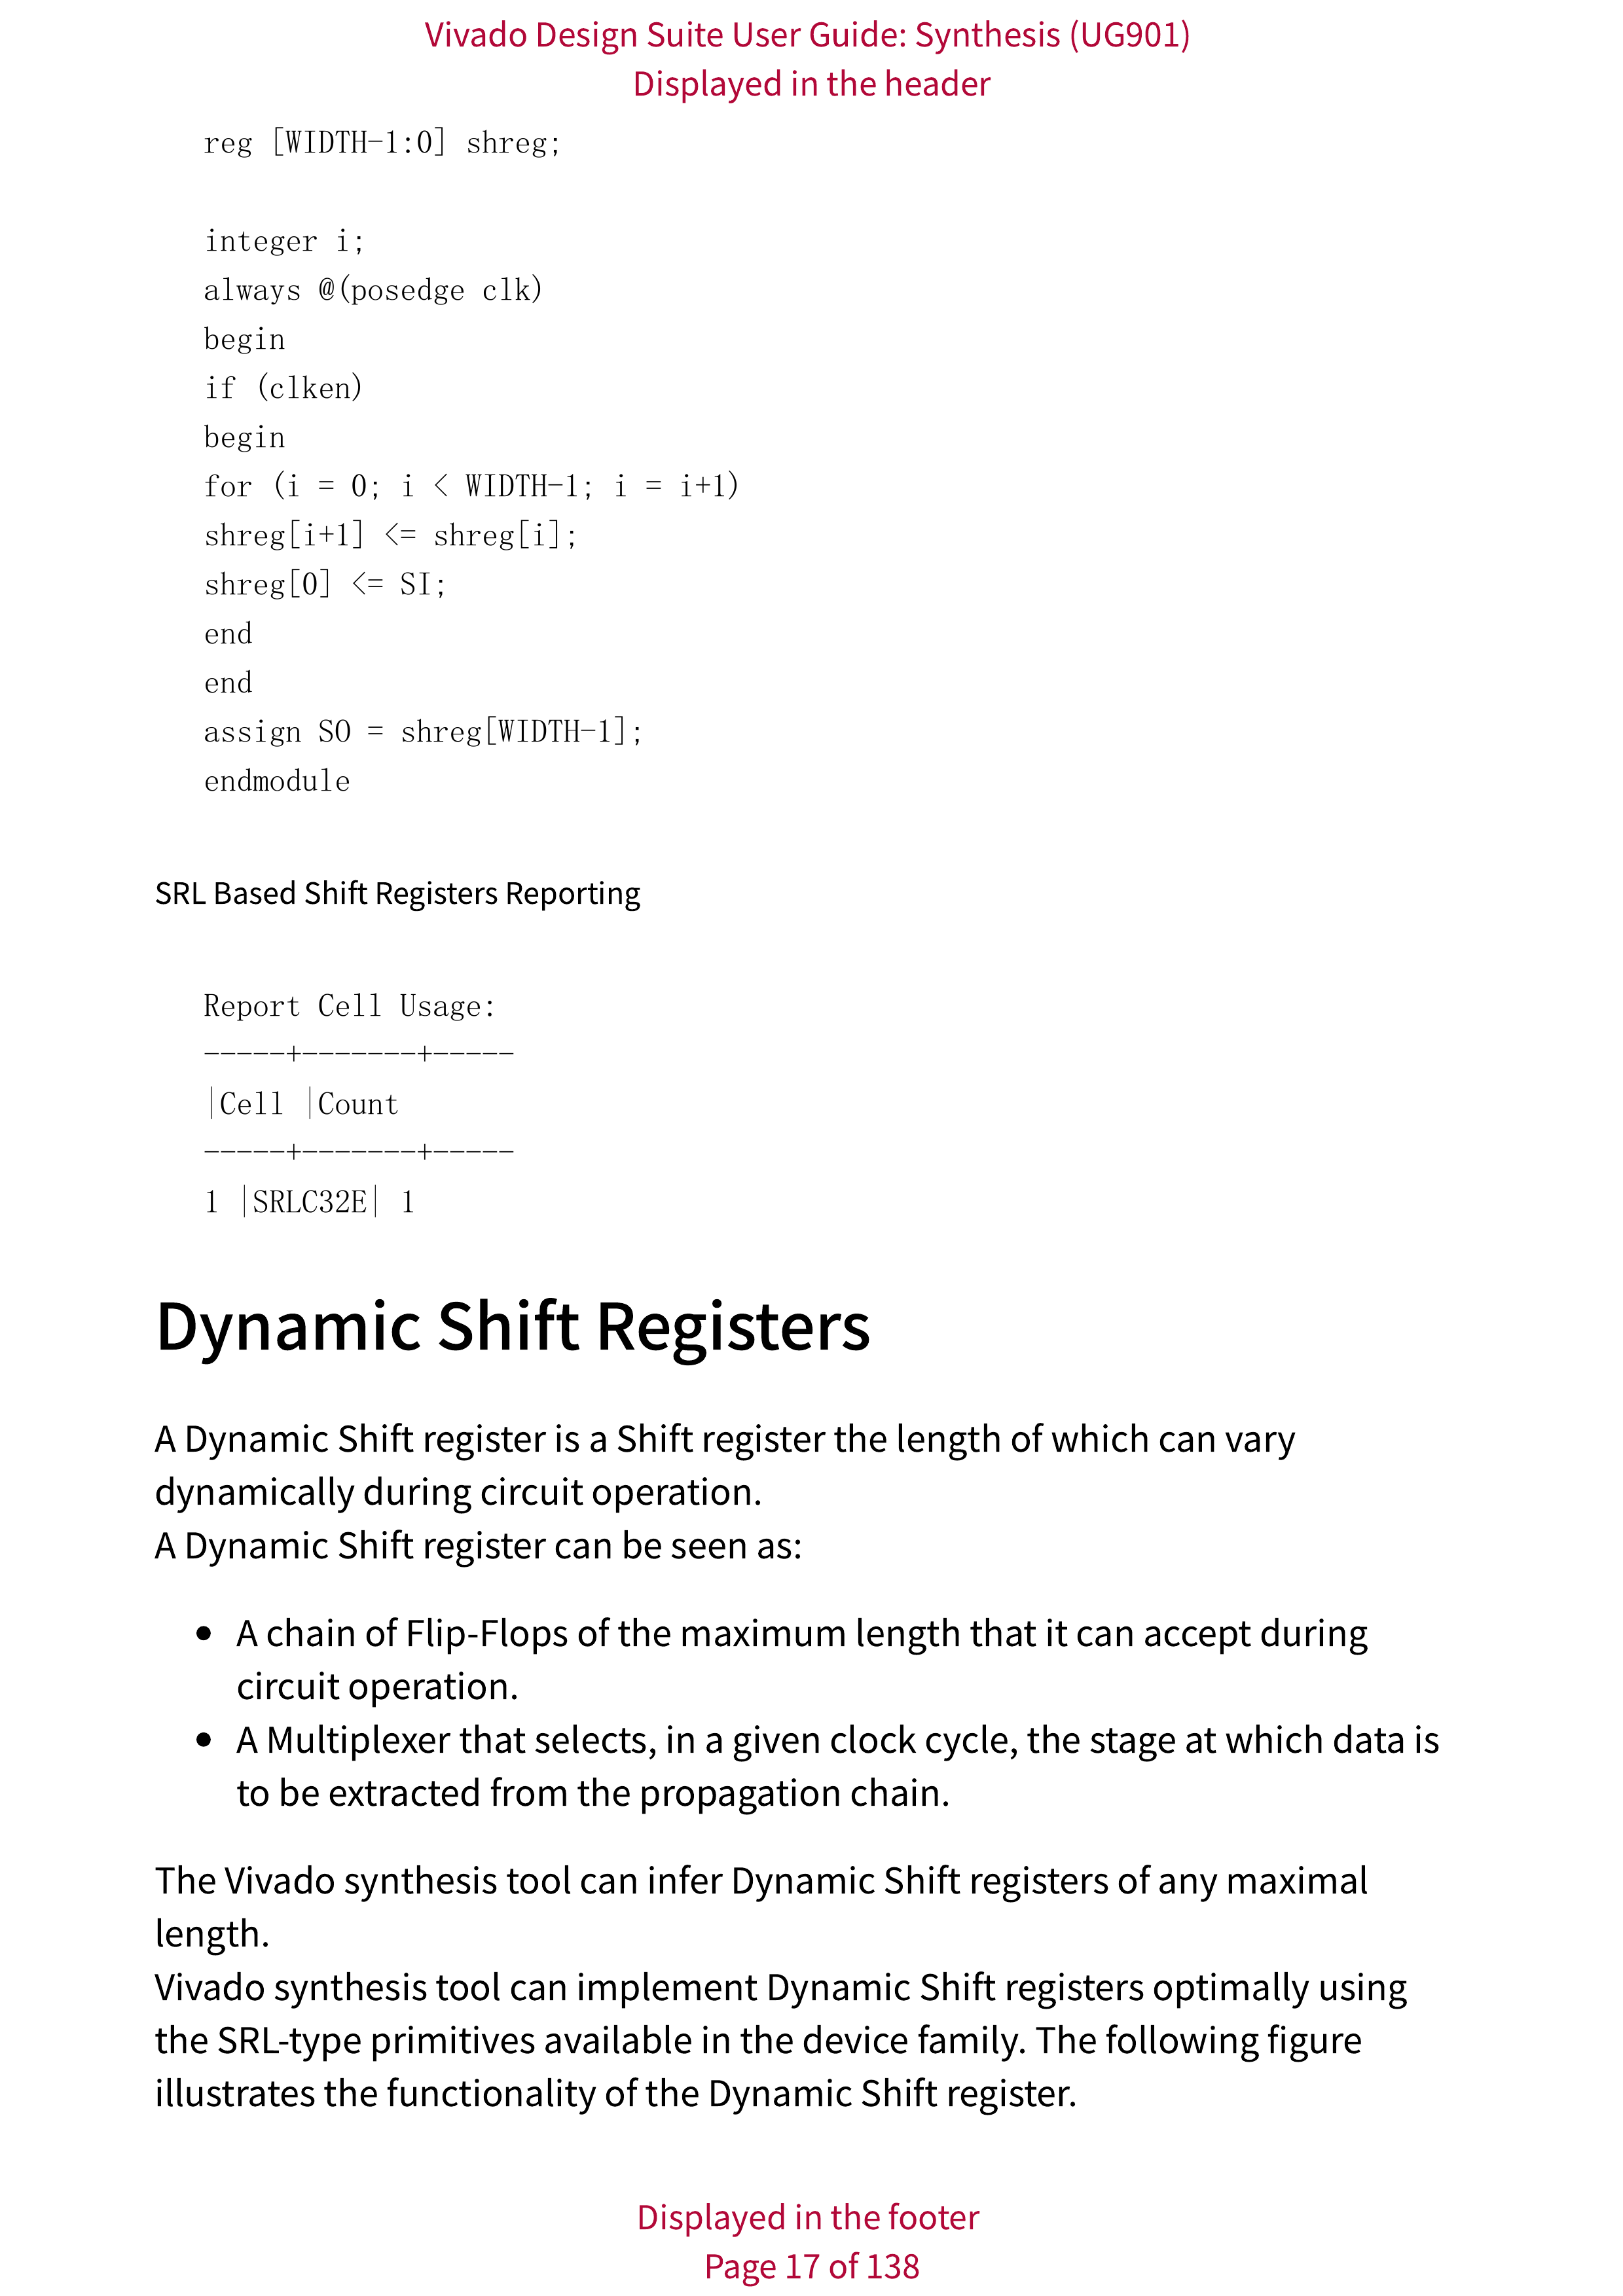 Vivado Design Suite User Guide: Synthesis (UG901)
Displayed in the header
reg [WIDTH-1:0] shreg;
integer i;
always @(posedge clk)
begin
if (clken)
begin
for (i = 0; i < WIDTH-1; i = i+1)
shreg[i+1] <= shreg[i];
shreg[0] <= SI;
end
end
assign SO = shreg[WIDTH-1];
endmodule
SRL Based Shift Registers Reporting
Report Cell Usage:
-----+-------+-----
|Cell |Count
-----+-------+-----
1 |SRLC32E| 1
Dynamic Shift Registers
A Dynamic Shift register is a Shift register the length of which can vary
dynamically during circuit operation.
A Dynamic Shift register can be seen as:
• A chain of Flip-Flops of the maximum length that it can accept during
circuit operation.
• A Multiplexer that selects, in a given clock cycle, the stage at which data is
to be extracted from the propagation chain.
The Vivado synthesis tool can infer Dynamic Shift registers of any maximal
length.
Vivado synthesis tool can implement Dynamic Shift registers optimally using
the SRL-type primitives available in the device family. The following figure
illustrates the functionality of the Dynamic Shift register.
Displayed in the footer
Page 17 of 138